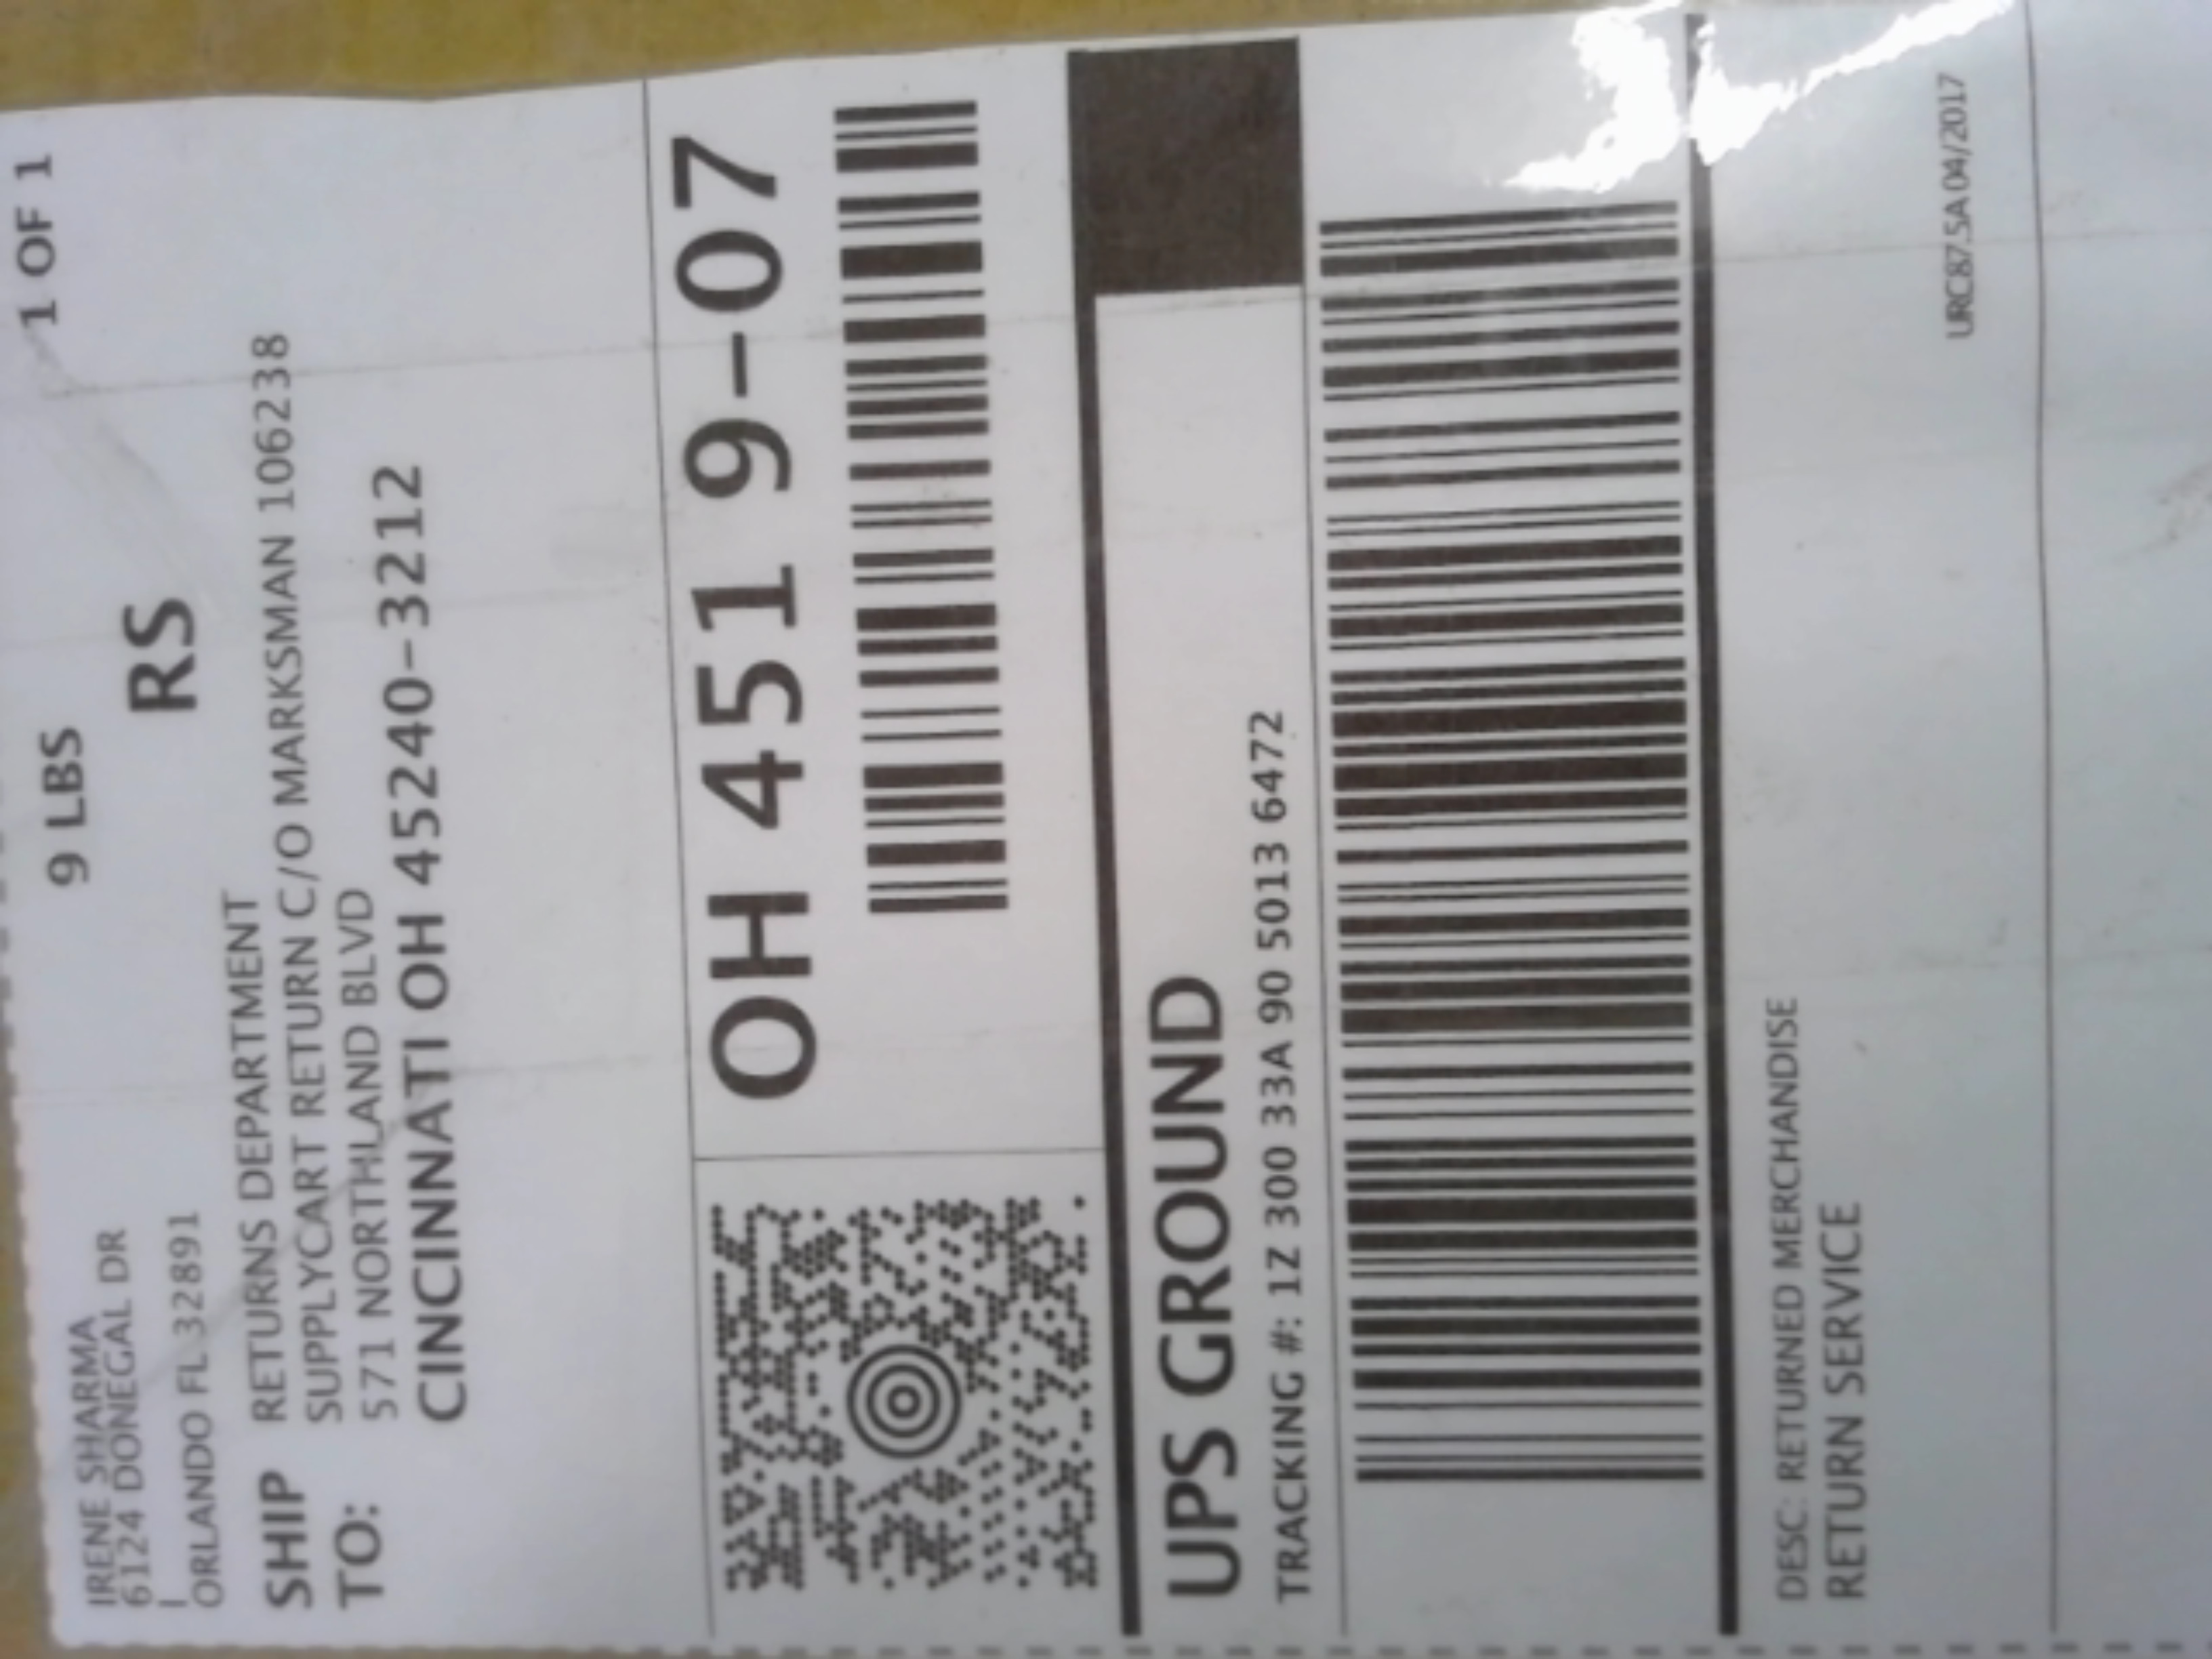 9 LBS
1 OF 1
IRENE SHARMA
6124 DONEGAL DR
I
ORLANDO FL 32891
RS
SHIP
TO:
RETURNS DEPARTMENT
SUPPLYCART RETURN C/O MARKSMAN 106238
571 NORTHLAND BLVD
CINCINNATI OH 45240-3212
OH 451 9-07
UPS GROUND
TRACKING #: 1Z 300 33A 90 5013 6472
DESC: RETURNED MERCHANDISE
RETURN SERVICE
URC87.5A 04/2017